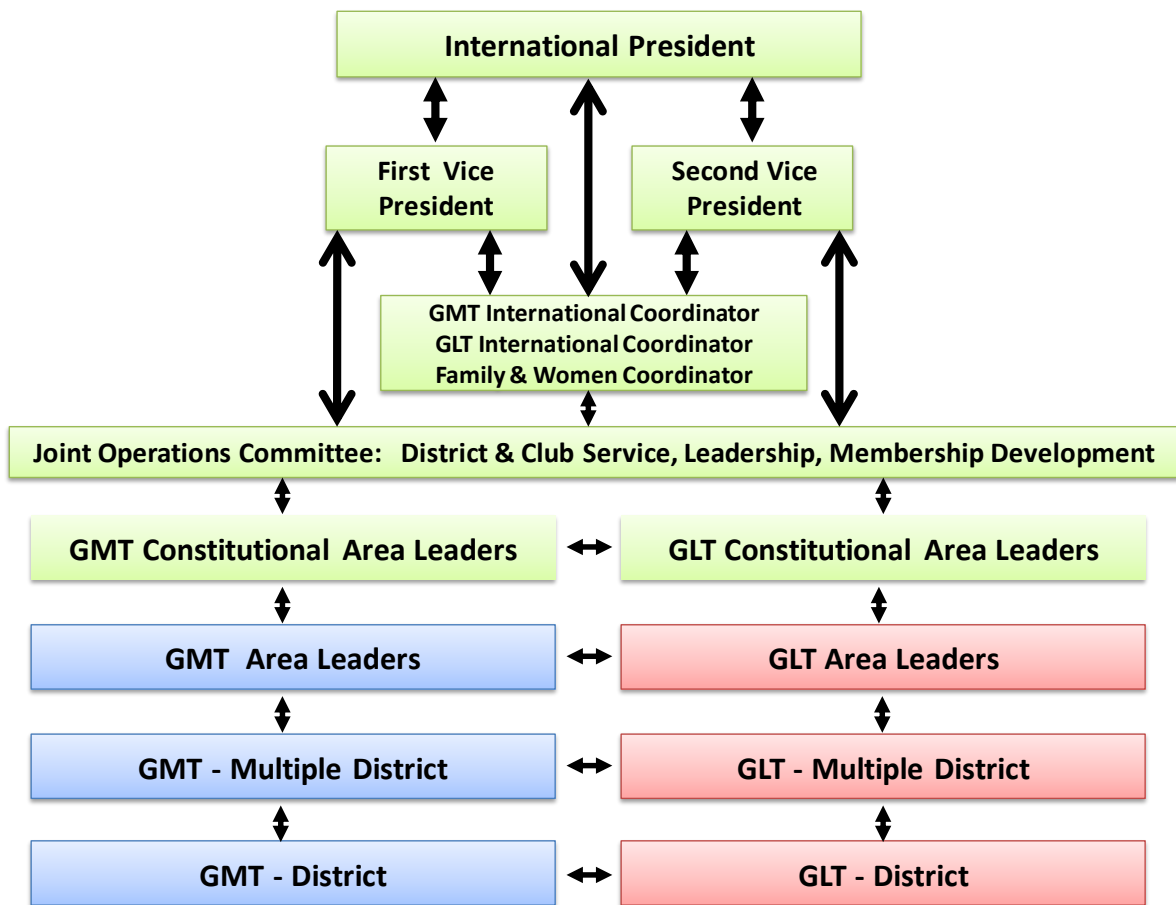 International President
First Vice
President
Second Vice
President
GMT International Coordinator
GLT International Coordinator
Family & Women Coordinator
Joint Operations Committee: District & Club Service, Leadership, Membership Development
GMT Constitutional Area Leaders
GLT Constitutional Area Leaders
GMT Area Leaders
GLT Area Leaders
GMT - Multiple District
GLT - Multiple District
GMT - District
GLT - District